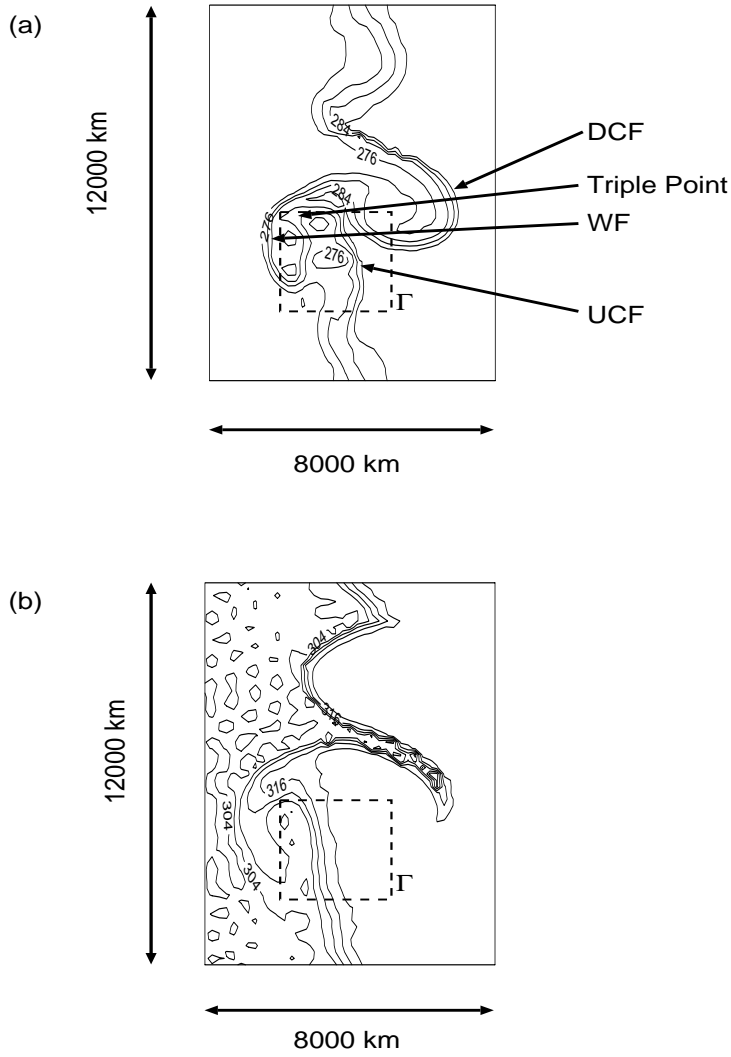 (a)
12000 km
284
276
284
276
276
DCF
Triple Point
WF
UCF
Γ
8000 km
(b)
12000 km
304
316
316
304
304
Γ
8000 km